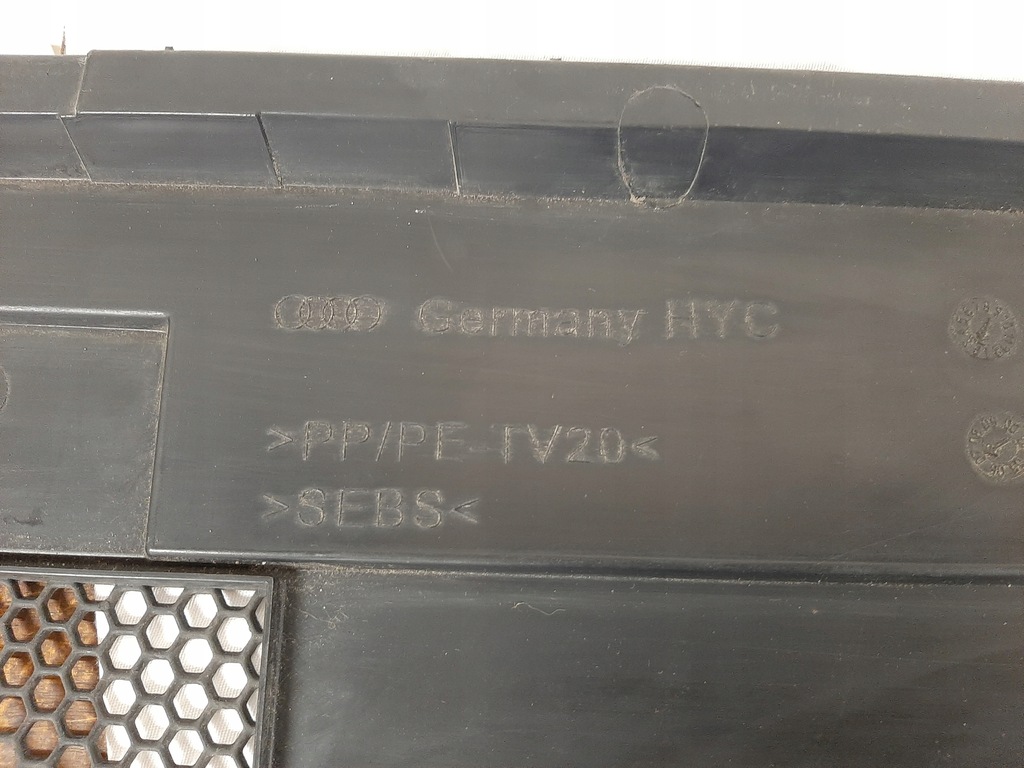 Germany HYC
>PP/PE-TV20<
>SEBS<